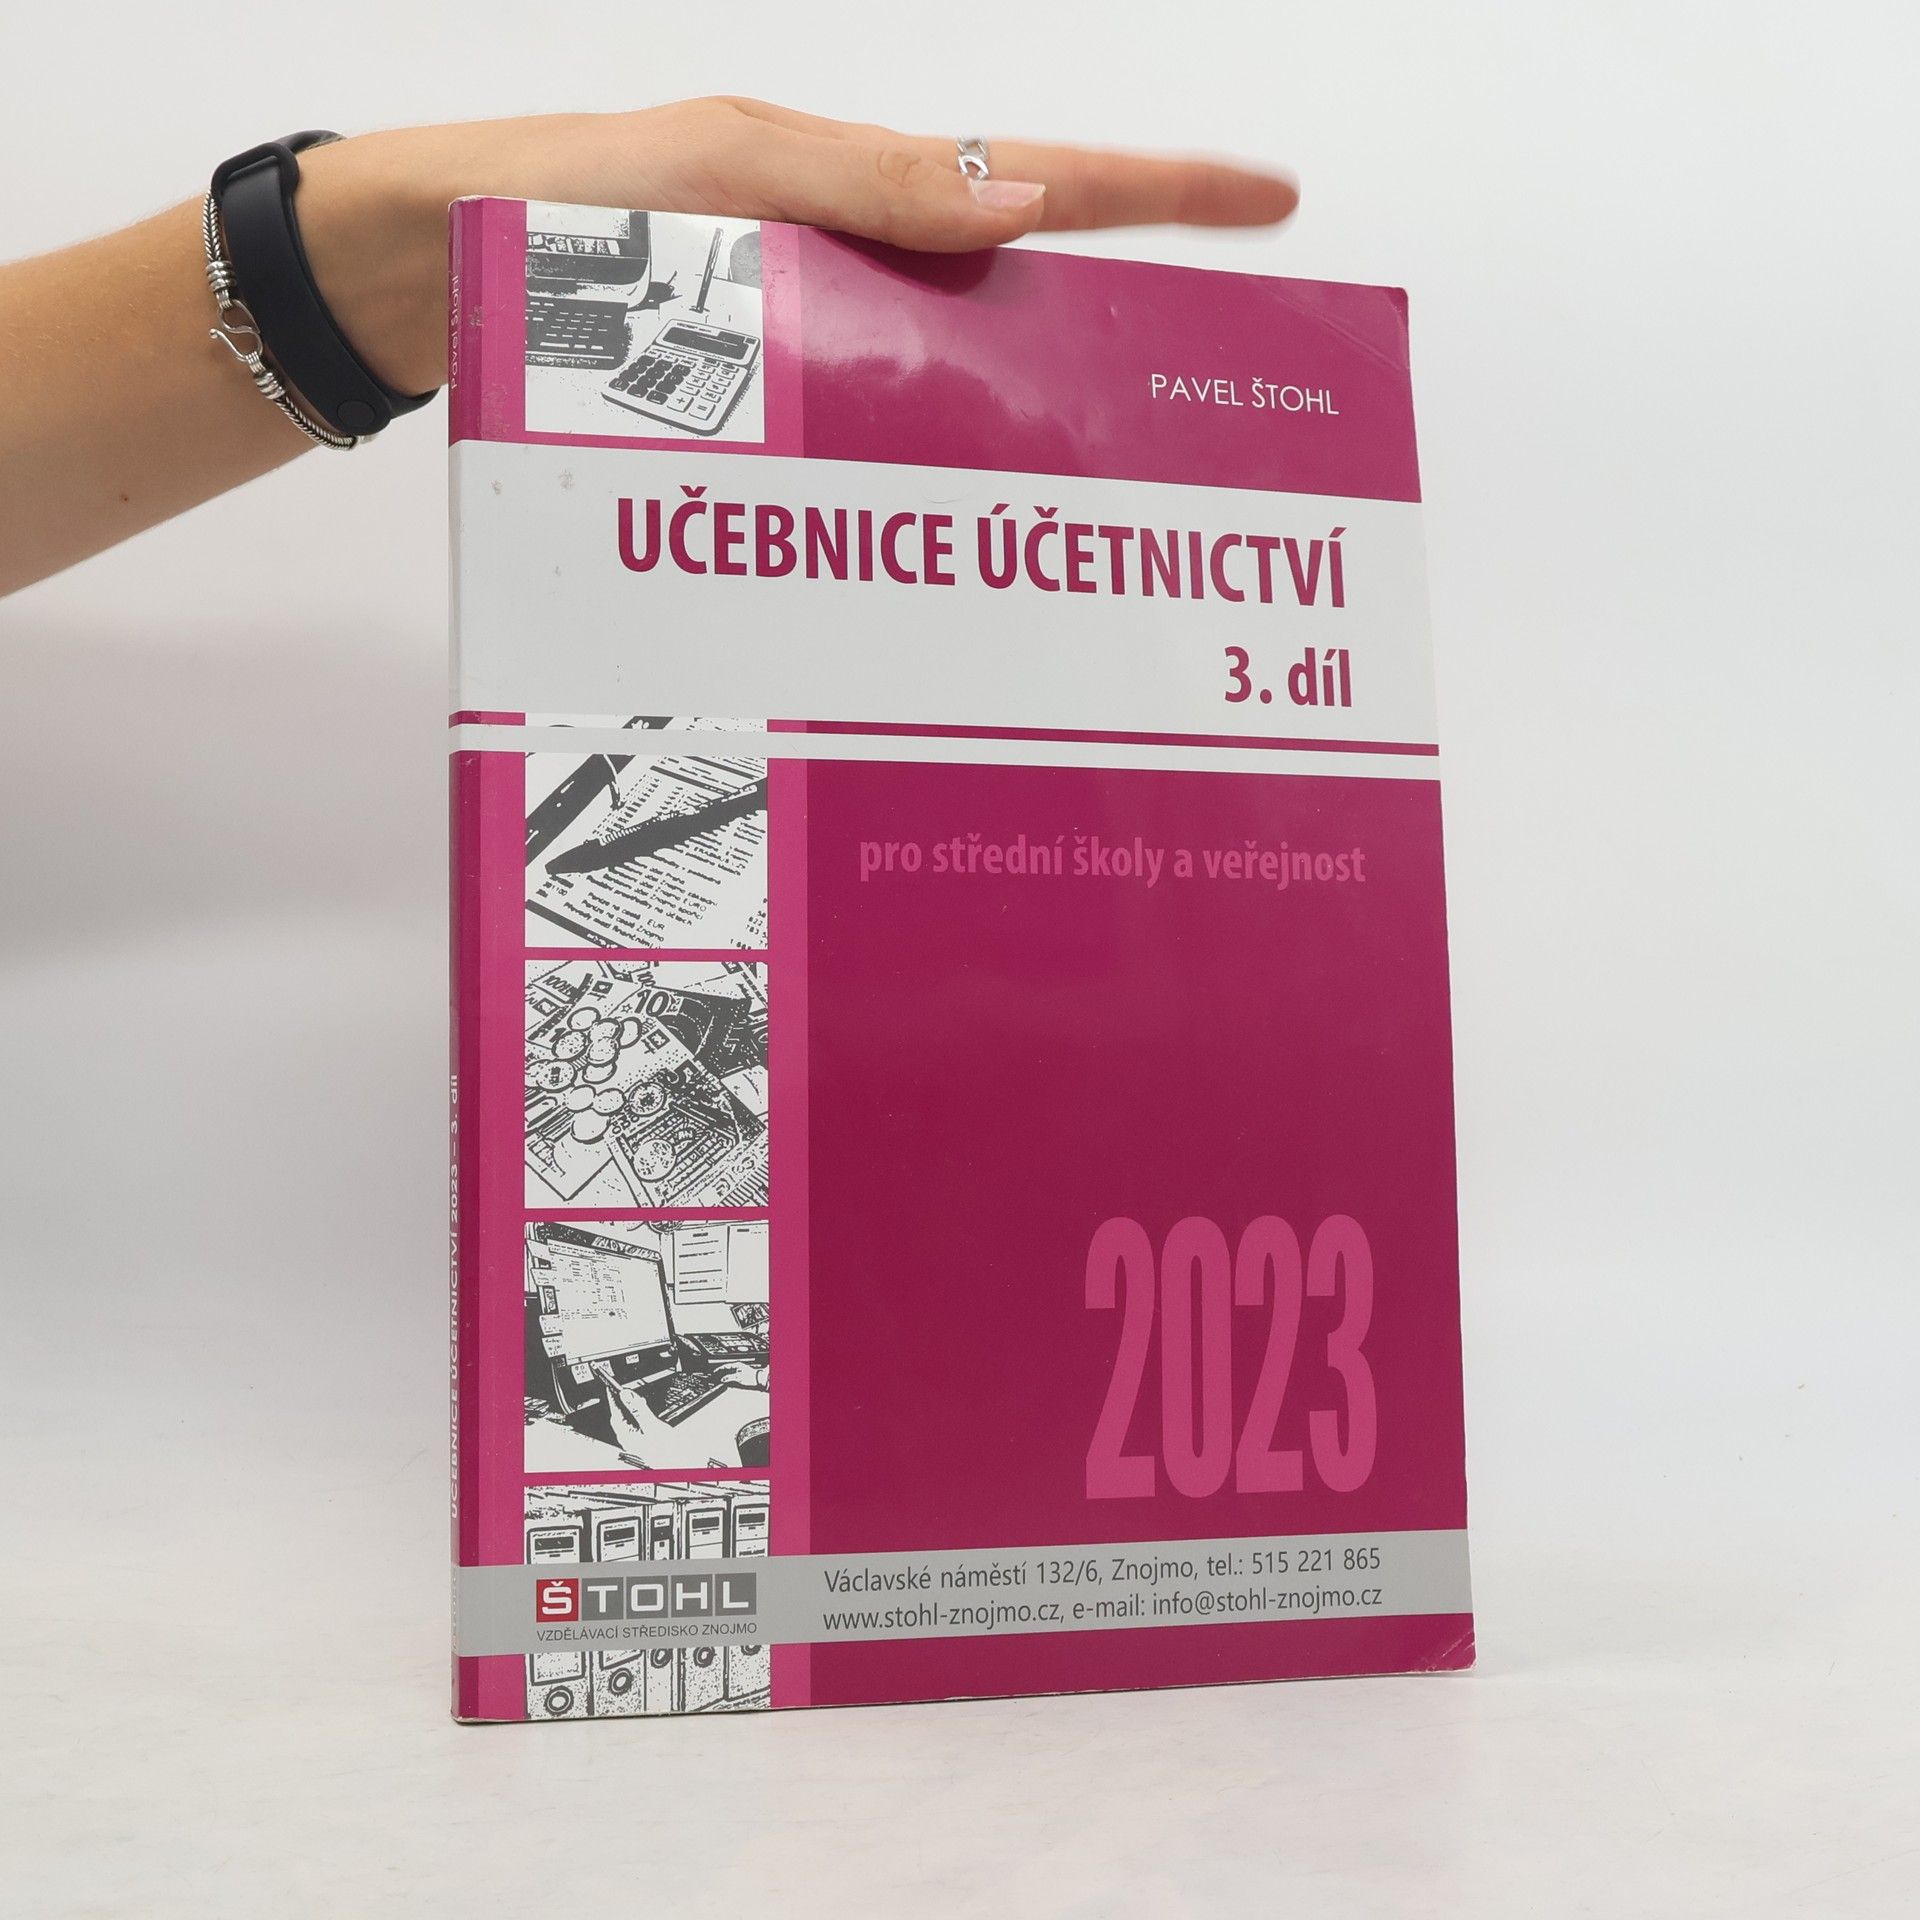 PAVEL ŠTOHL
UČEBNICE ÚČETNICTVÍ
3. díl
pro střední školy a veřejnost
2023
ŠTOHL
VZDĚLÁVACÍ STŘEDISKO ZNOJMO
Václavské náměstí 132/6, Znojmo, tel.: 515 221 865
www.stohl-znojmo.cz, e-mail: info@stohl-znojmo.cz
Pavel Štohl
UČEBNICE ÚČETNICTVÍ 2023 – 3. díl